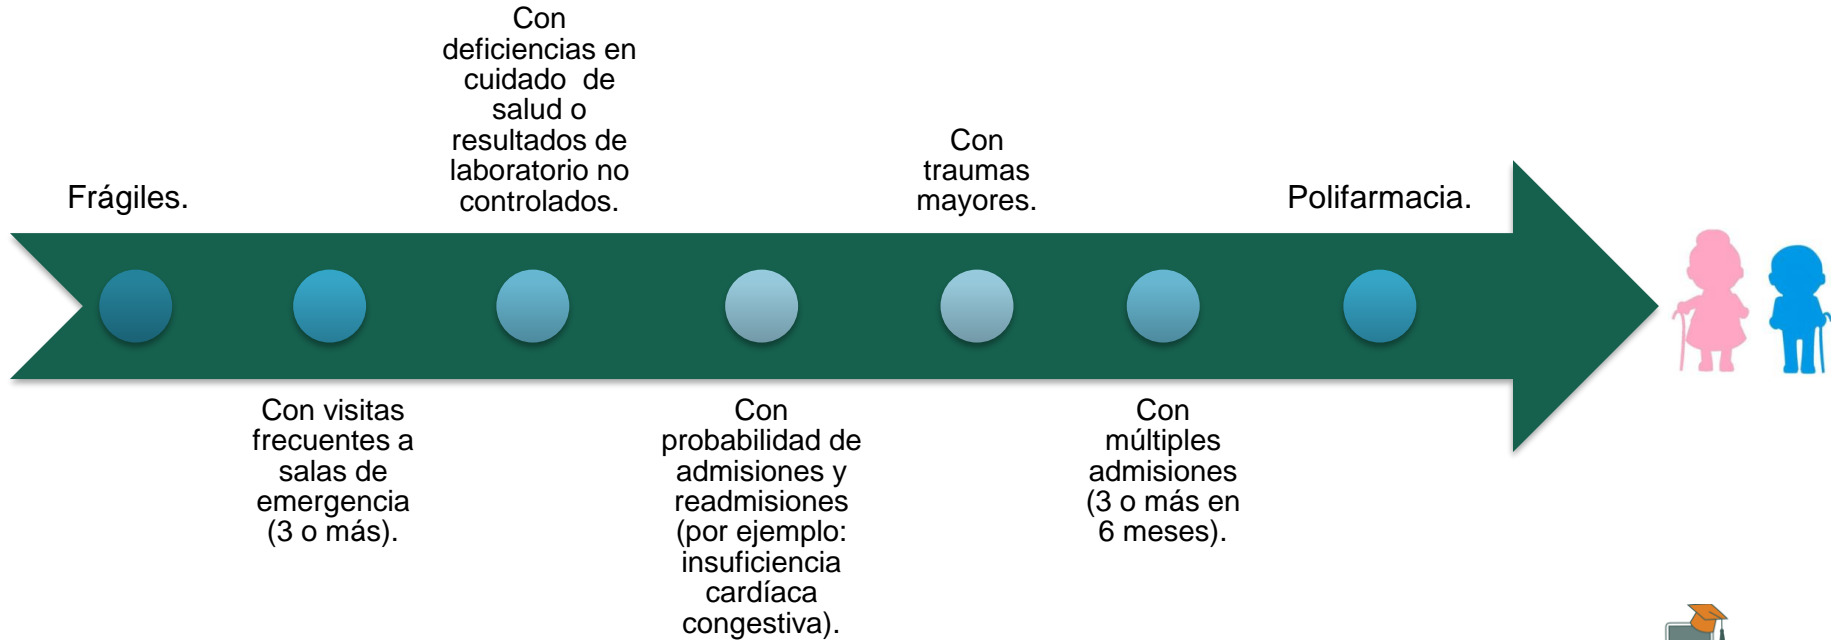 Frágiles.
Con visitas
frecuentes a
salas de
emergencia
(3 o más).
Con
deficiencias en
cuidado de
salud o
resultados de
laboratorio no
controlados.
Con
probabilidad de
admisiones y
readmisiones
(por ejemplo:
insuficiencia
cardíaca
congestiva).
Con
traumas
mayores.
Con
múltiples
admisiones
(3 o más en
6 meses).
Polifarmacia.